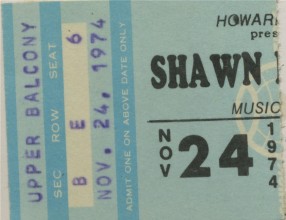 UPPER BALCONY
SEC ROW SEAT
B E 6
NOV. 24, 1974
ADMIT ONE ON ABOVE DATE ONLY
HOWAR
pres
SHAWN
MUSIC
NOV 24 1974